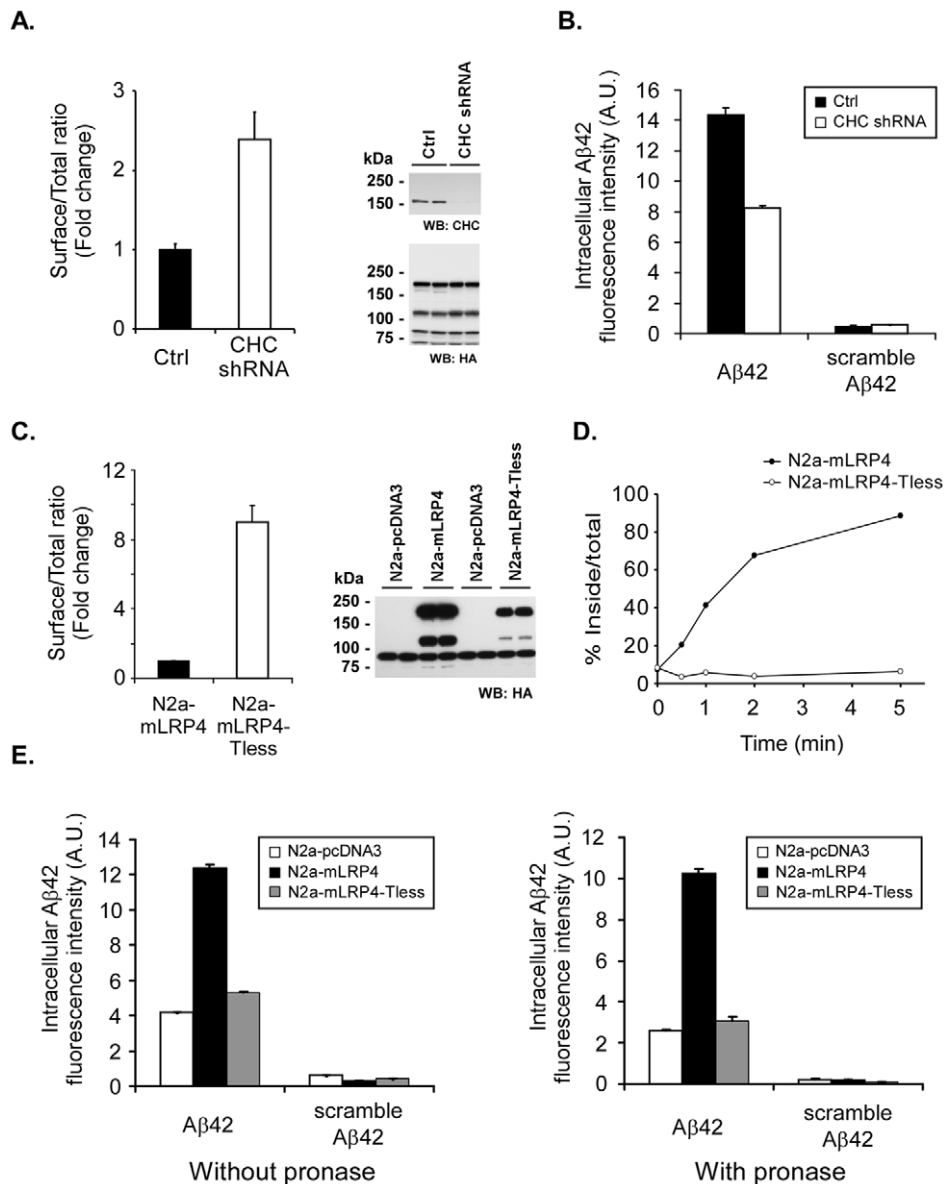 A.
Surface/Total ratio
(Fold change)
3
2
1
0
Ctrl
CHC
shRNA
kDa
Ctrl
CHC shRNA
250 -
150 -
WB: CHC
250 -
150 -
100 -
75 -
WB: HA
B.
Intracellular Aβ42
fluorescence intensity (A.U.)
16
14
12
10
8
6
4
2
0
Ctrl
CHC shRNA
Aβ42
scramble
Aβ42
C.
Surface/Total ratio
(Fold change)
12
8
4
0
N2a-
mLRP4
N2a-
mLRP4-
Tless
kDa
N2a-pcDNA3
N2a-mLRP4
N2a-pcDNA3
N2a-mLRP4-Tless
250 -
150 -
100 -
75 -
WB: HA
D.
N2a-mLRP4
N2a-mLRP4-Tless
% Inside/total
100
80
60
40
20
0
0 1 2 3 4 5
Time (min)
E.
Intracellular Aβ42
fluorescence intensity (A.U.)
14
12
10
8
6
4
2
0
N2a-pcDNA3
N2a-mLRP4
N2a-mLRP4-Tless
Aβ42
scramble
Aβ42
Without pronase
Intracellular Aβ42
fluorescence intensity (A.U.)
12
10
8
6
4
2
0
N2a-pcDNA3
N2a-mLRP4
N2a-mLRP4-Tless
Aβ42
scramble
Aβ42
With pronase